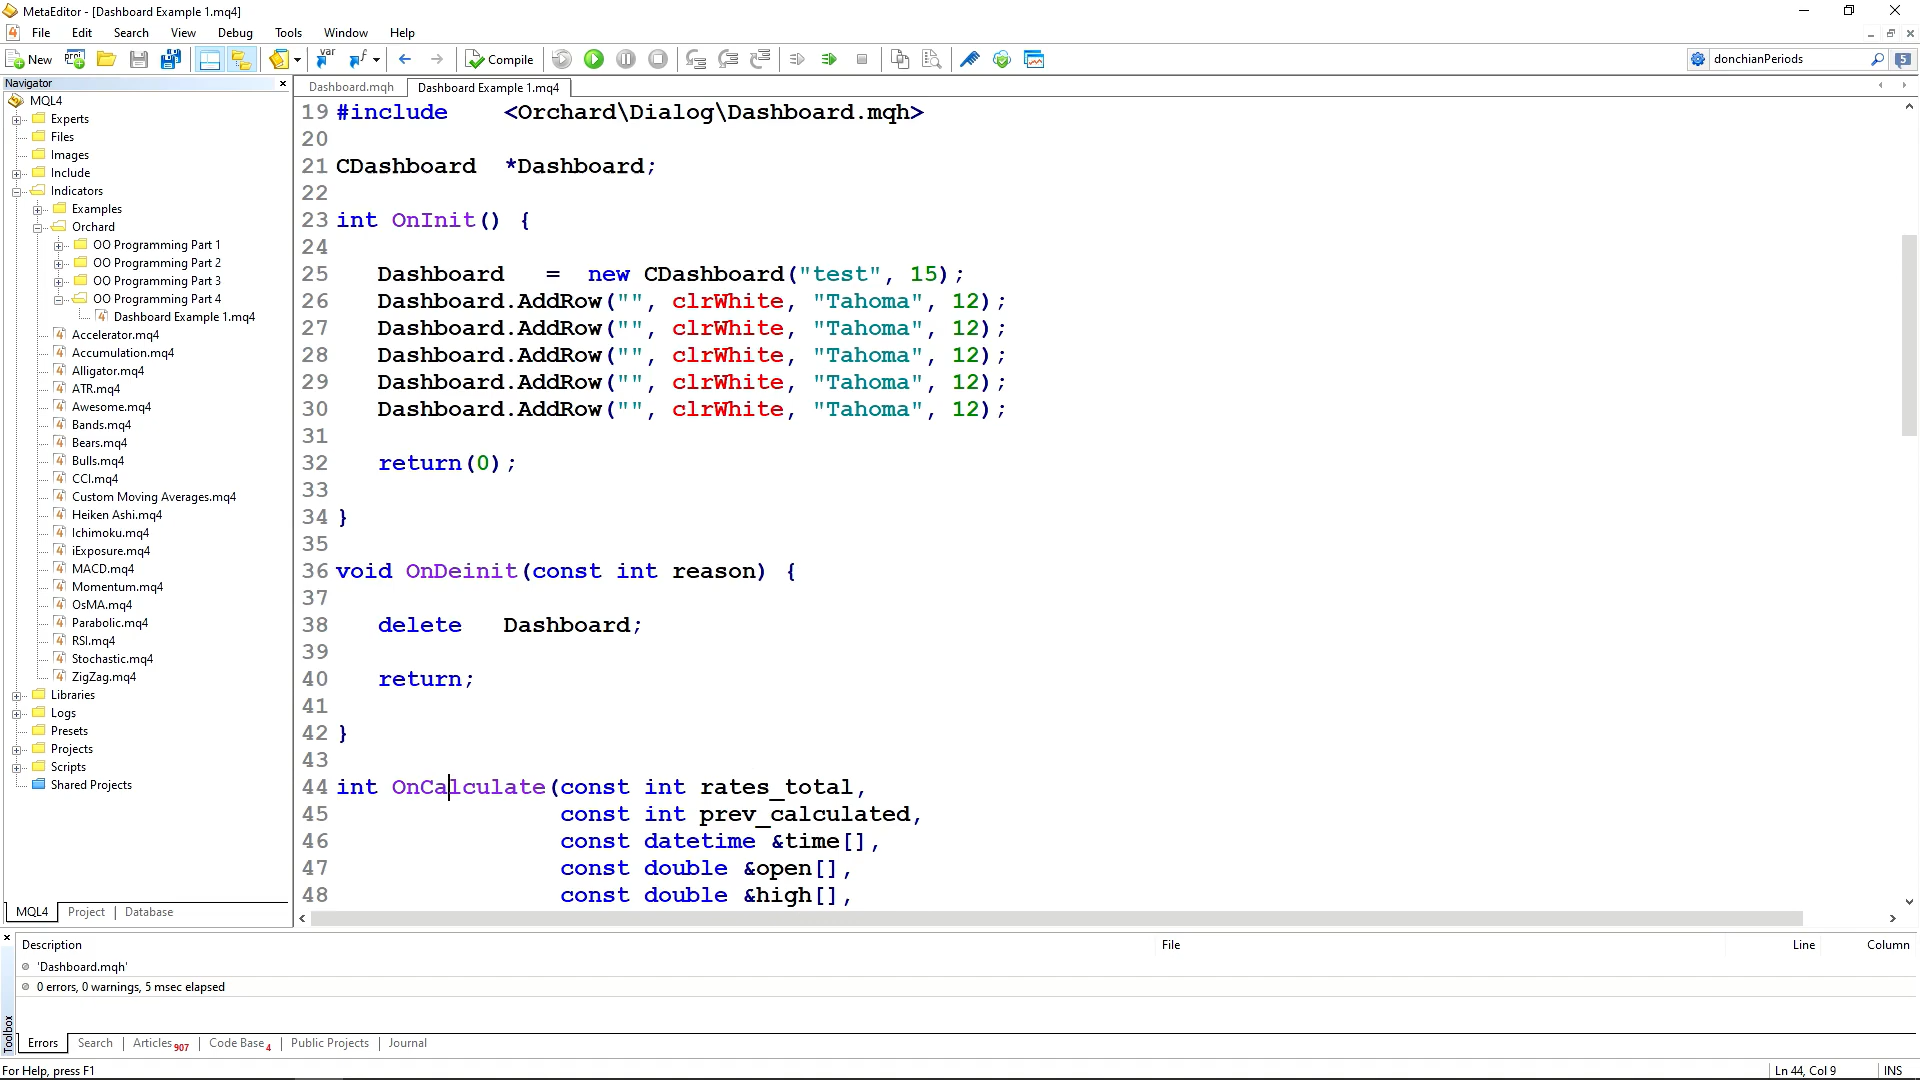 MetaEditor - [Dashboard Example 1.mq4]
File Edit Search View Debug Tools Window Help
New Compile donchianPeriods 5
Navigator
Dashboard.mqh Dashboard Example 1.mq4
MQL4
Experts
Files
Images
Include
Indicators
Examples
Orchard
OO Programming Part 1
OO Programming Part 2
OO Programming Part 3
OO Programming Part 4
Dashboard Example 1.mq4
Accelerator.mq4
Accumulation.mq4
Alligator.mq4
ATR.mq4
Awesome.mq4
Bands.mq4
Bears.mq4
Bulls.mq4
CCI.mq4
Custom Moving Averages.mq4
Heiken Ashi.mq4
Ichimoku.mq4
iExposure.mq4
MACD.mq4
Momentum.mq4
OsMA.mq4
Parabolic.mq4
RSI.mq4
Stochastic.mq4
ZigZag.mq4
Libraries
Logs
Presets
Projects
Scripts
Shared Projects
MQL4 Project Database
19 #include <Orchard\Dialog\Dashboard.mqh>
20
21 CDashboard *Dashboard;
22
23 int OnInit() {
24
25 Dashboard = new CDashboard("test", 15);
26 Dashboard.AddRow("", clrWhite, "Tahoma", 12);
27 Dashboard.AddRow("", clrWhite, "Tahoma", 12);
28 Dashboard.AddRow("", clrWhite, "Tahoma", 12);
29 Dashboard.AddRow("", clrWhite, "Tahoma", 12);
30 Dashboard.AddRow("", clrWhite, "Tahoma", 12);
31
32 return(0);
33
34 }
35
36 void OnDeinit(const int reason) {
37
38 delete Dashboard;
39
40 return;
41
42 }
43
44 int OnCalculate(const int rates_total,
45 const int prev_calculated,
46 const datetime &time[],
47 const double &open[],
48 const double &high[],
Description File Line Column
'Dashboard.mqh'
0 errors, 0 warnings, 5 msec elapsed
Toolbox
Errors Search Articles 907 Code Base 4 Public Projects Journal
For Help, press F1 Ln 44, Col 9 INS